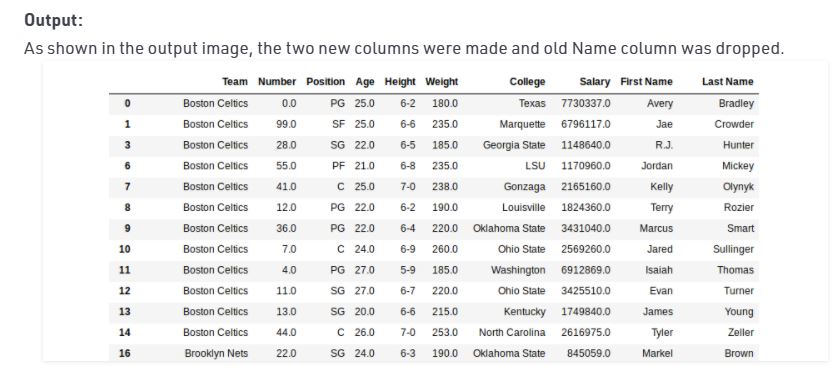 Output:
As shown in the output image, the two new columns were made and old Name column was dropped.
Team Number Position Age Height Weight College Salary First Name Last Name
0 Boston Celtics 0.0 PG 25.0 6-2 180.0 Texas 7730337.0 Avery Bradley
1 Boston Celtics 99.0 SF 25.0 6-6 235.0 Marquette 6796117.0 Jae Crowder
3 Boston Celtics 28.0 SG 22.0 6-5 185.0 Georgia State 1148640.0 R.J. Hunter
6 Boston Celtics 55.0 PF 21.0 6-8 235.0 LSU 1170960.0 Jordan Mickey
7 Boston Celtics 41.0 C 25.0 7-0 238.0 Gonzaga 2165160.0 Kelly Olynyk
8 Boston Celtics 12.0 PG 22.0 6-2 190.0 Louisville 1824360.0 Terry Rozier
9 Boston Celtics 36.0 PG 22.0 6-4 220.0 Oklahoma State 3431040.0 Marcus Smart
10 Boston Celtics 7.0 C 24.0 6-9 260.0 Ohio State 2569260.0 Jared Sullinger
11 Boston Celtics 4.0 PG 27.0 5-9 185.0 Washington 6912869.0 Isaiah Thomas
12 Boston Celtics 11.0 SG 27.0 6-7 220.0 Ohio State 3425510.0 Evan Turner
13 Boston Celtics 13.0 SG 20.0 6-6 215.0 Kentucky 1749840.0 James Young
14 Boston Celtics 44.0 C 26.0 7-0 253.0 North Carolina 2616975.0 Tyler Zeller
16 Brooklyn Nets 22.0 SG 24.0 6-3 190.0 Oklahoma State 845059.0 Markel Brown